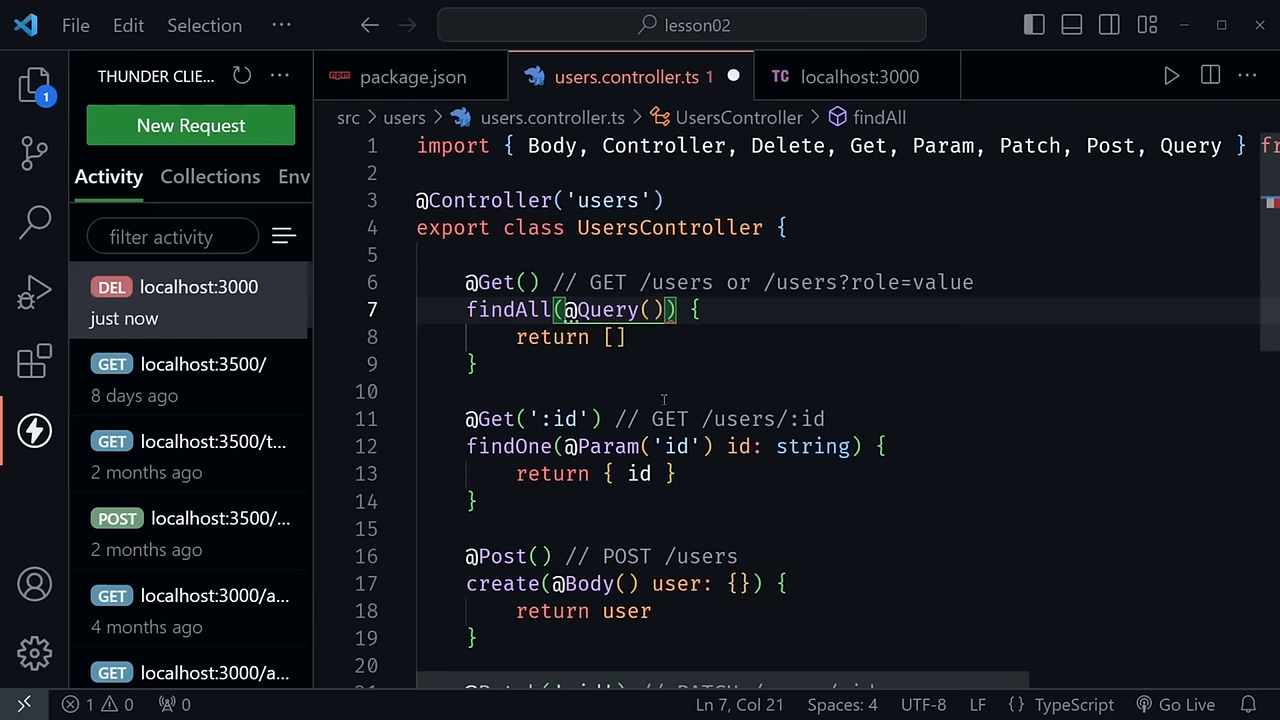 File Edit Selection ··· lesson02
THUNDER CLIE... ···
New Request
Activity Collections Env
filter activity
DEL localhost:3000
just now
GET localhost:3500/
8 days ago
GET localhost:3500/t...
2 months ago
POST localhost:3500/...
2 months ago
GET localhost:3000/a...
4 months ago
GET localhost:3000/a...
1
package.json users.controller.ts 1 TC localhost:3000 ···
src > users > users.controller.ts > UsersController > findAll
1 import { Body, Controller, Delete, Get, Param, Patch, Post, Query } fr
2
3 @Controller('users')
4 export class UsersController {
5
6 @Get() // GET /users or /users?role=value
7 findAll(@Query()) {
8 return []
9 }
10
11 @Get(':id') // GET /users/:id
12 findOne(@Param('id') id: string) {
13 return { id }
14 }
15
16 @Post() // POST /users
17 create(@Body() user: {}) {
18 return user
19 }
20
1 0 0 Ln 7, Col 21 Spaces: 4 UTF-8 LF {} TypeScript Go Live